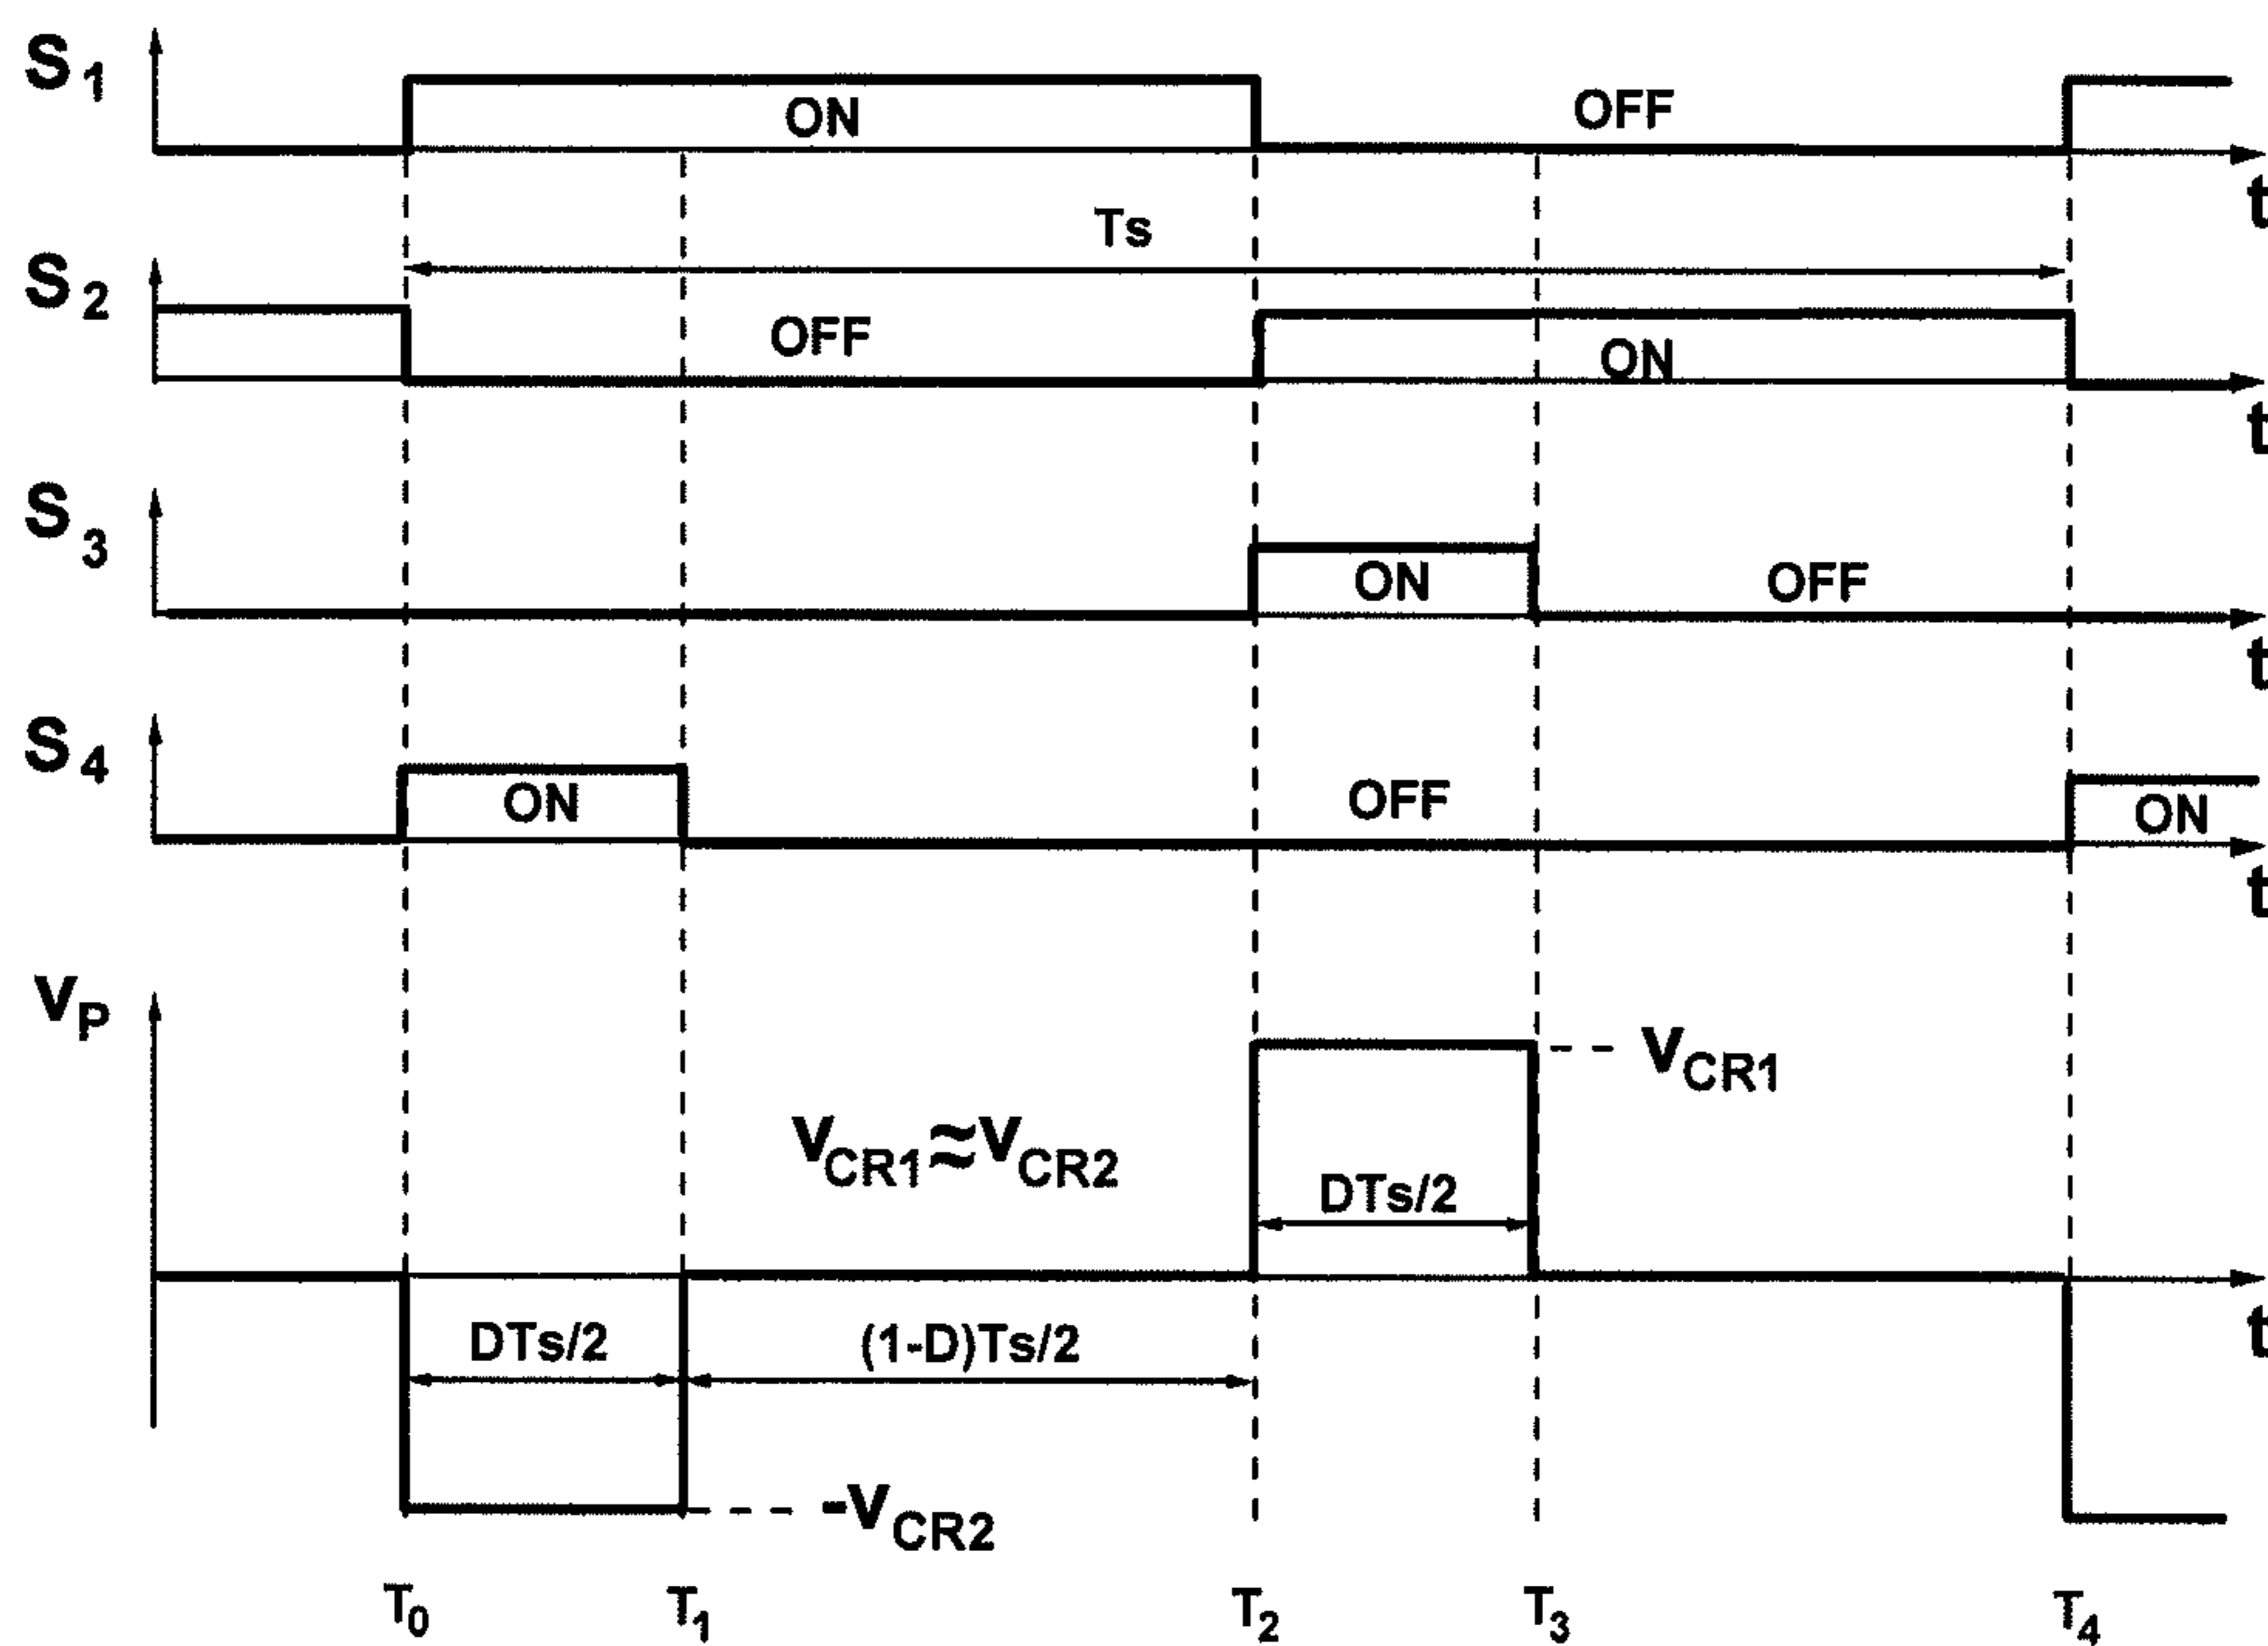 S1
ON
OFF
t
Ts
S2
OFF
ON
t
S3
ON
OFF
t
S4
ON
OFF
ON
t
VP
VCR1
VCR1≈VCR2
DTs/2
DTs/2
(1-D)Ts/2
t
-VCR2
T0 T1 T2 T3 T4